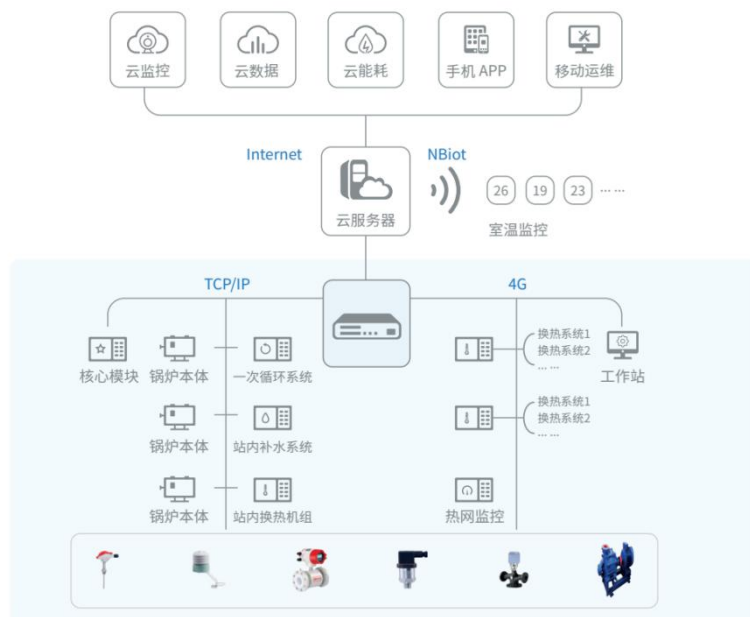 云监控
云数据
云能耗
手机 APP
移动运维
Internet
NBiot
云服务器
26
19
23
... ...
室温监控
TCP/IP
4G
核心模块
锅炉本体
一次循环系统
换热系统1
换热系统2
... ...
工作站
锅炉本体
站内补水系统
换热系统1
换热系统2
... ...
锅炉本体
站内换热机组
热网监控